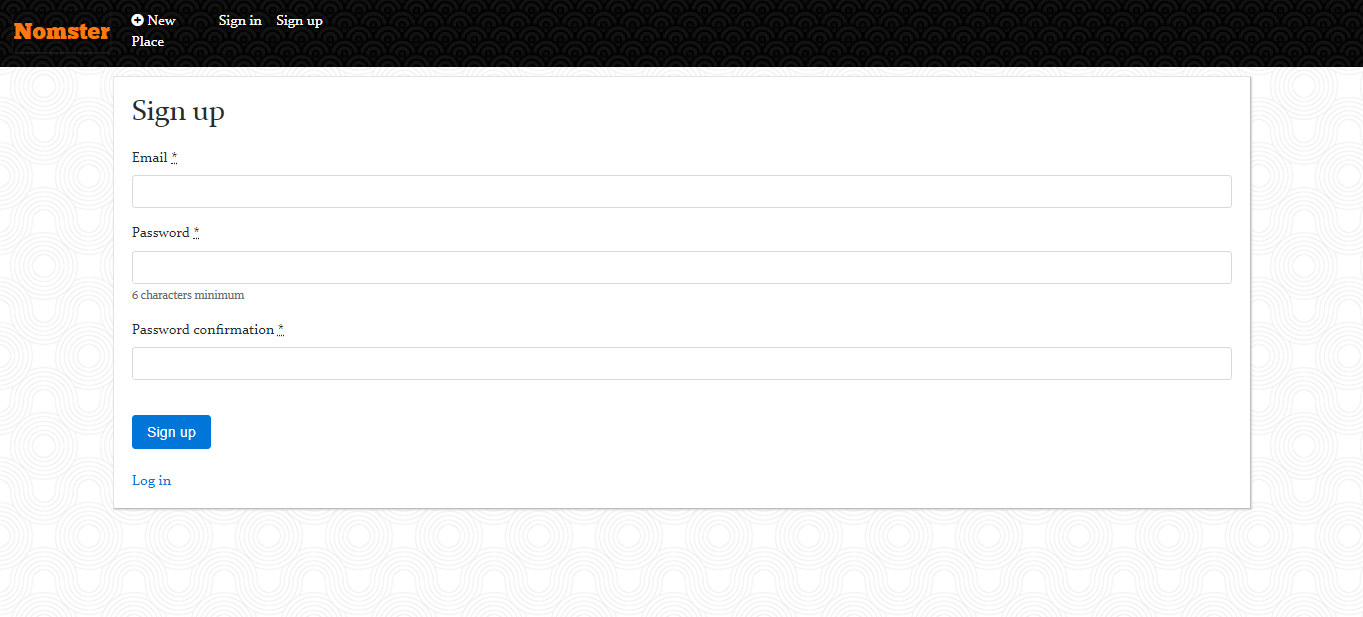 Nomster
New
Place
Sign in
Sign up
Sign up
Email *
Password *
6 characters minimum
Password confirmation *
Sign up
Log in